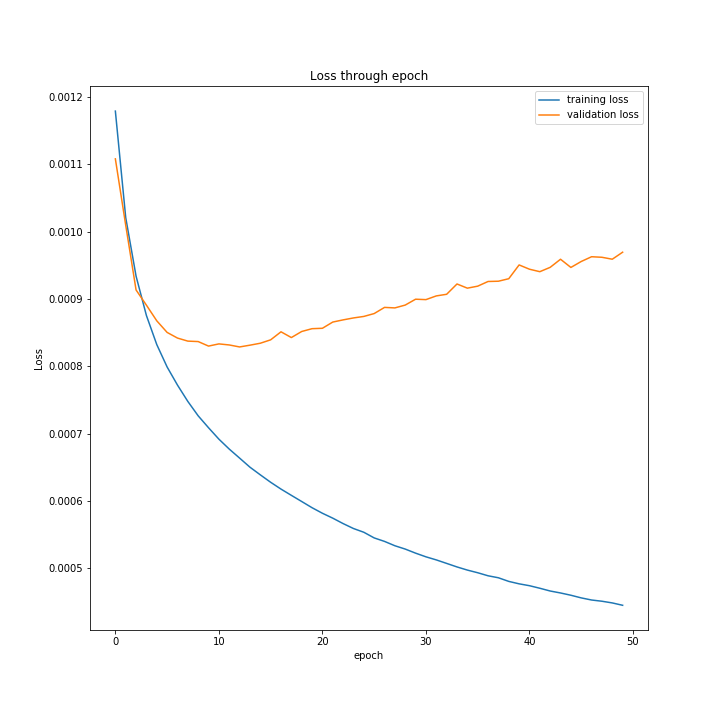 Loss through epoch
training loss
validation loss
0.0012
0.0011
0.0010
0.0009
0.0008
0.0007
0.0006
0.0005
Loss
0 10 20 30 40 50
epoch